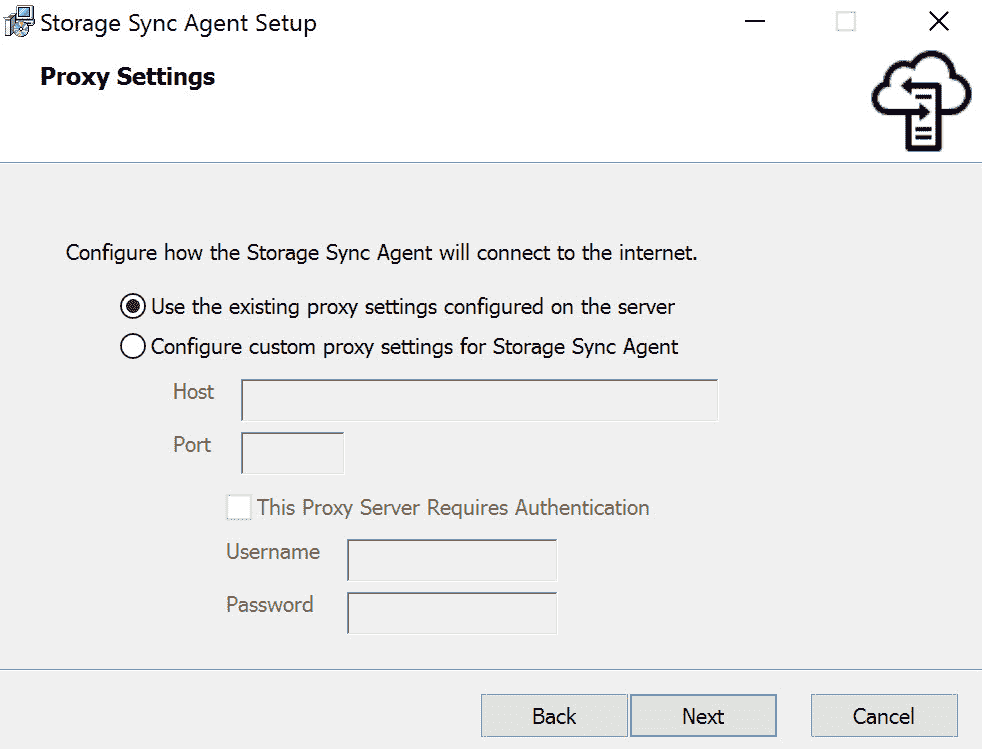 Storage Sync Agent Setup
Proxy Settings
Configure how the Storage Sync Agent will connect to the internet.
Use the existing proxy settings configured on the server
Configure custom proxy settings for Storage Sync Agent
Host
Port
This Proxy Server Requires Authentication
Username
Password
Back Next Cancel